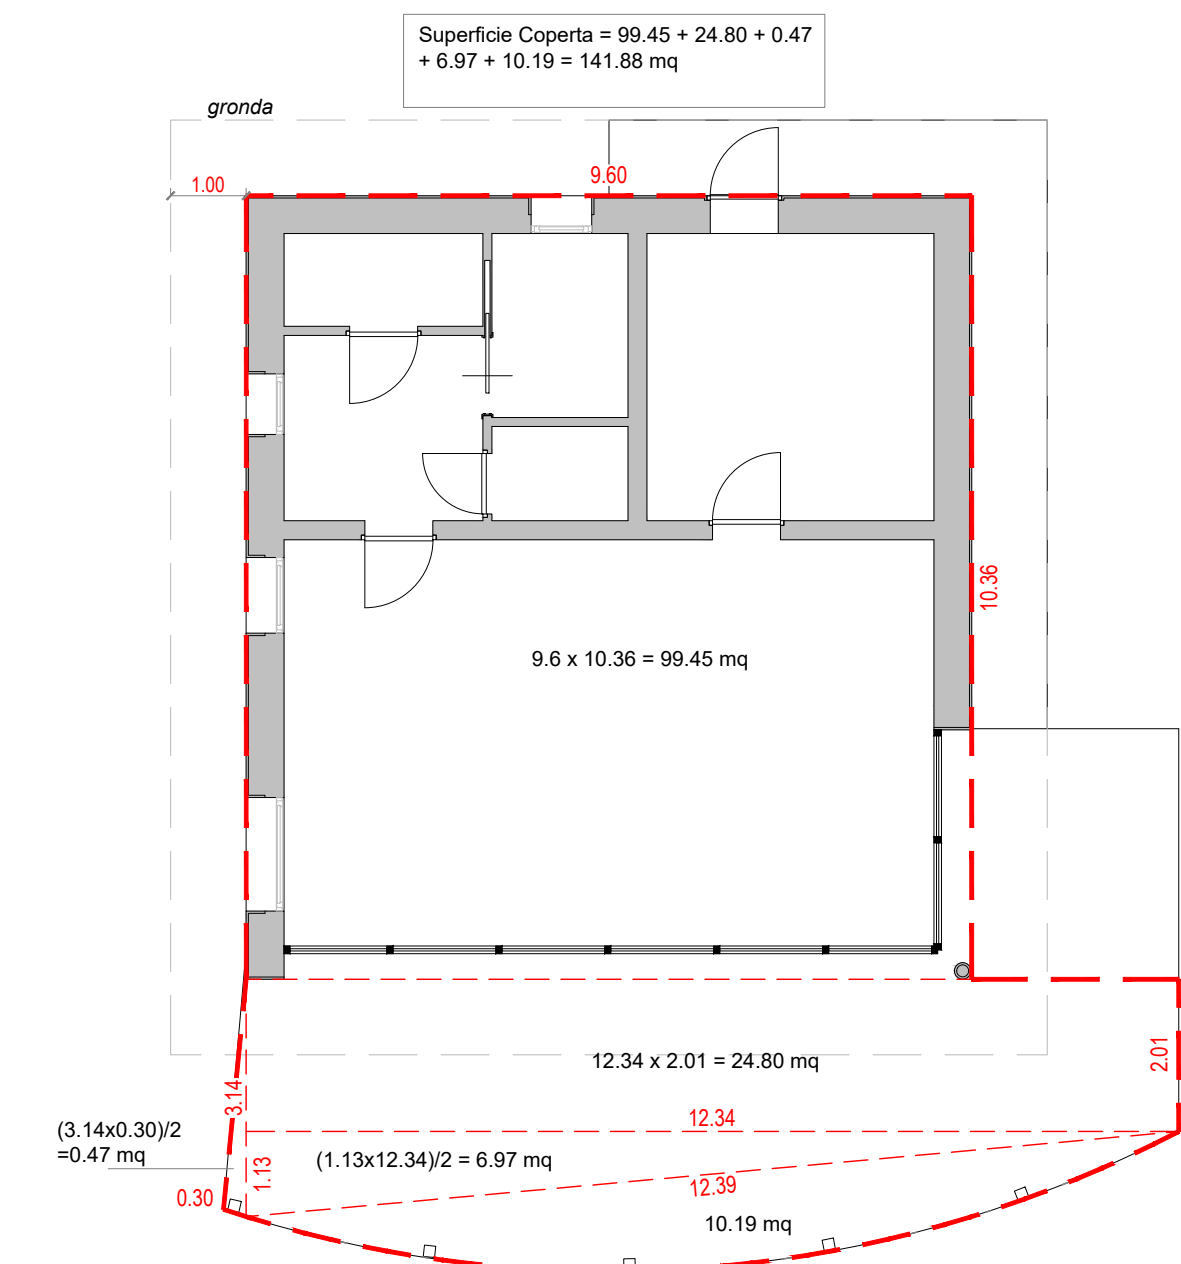 Superficie Coperta = 99.45 + 24.80 + 0.47
+ 6.97 + 10.19 = 141.88 mq
gronda
1.00
9.60
10.36
9.6 x 10.36 = 99.45 mq
12.34 x 2.01 = 24.80 mq
2.01
3.14
12.34
(3.14x0.30)/2
=0.47 mq
(1.13x12.34)/2 = 6.97 mq
1.13
12.39
0.30
10.19 mq